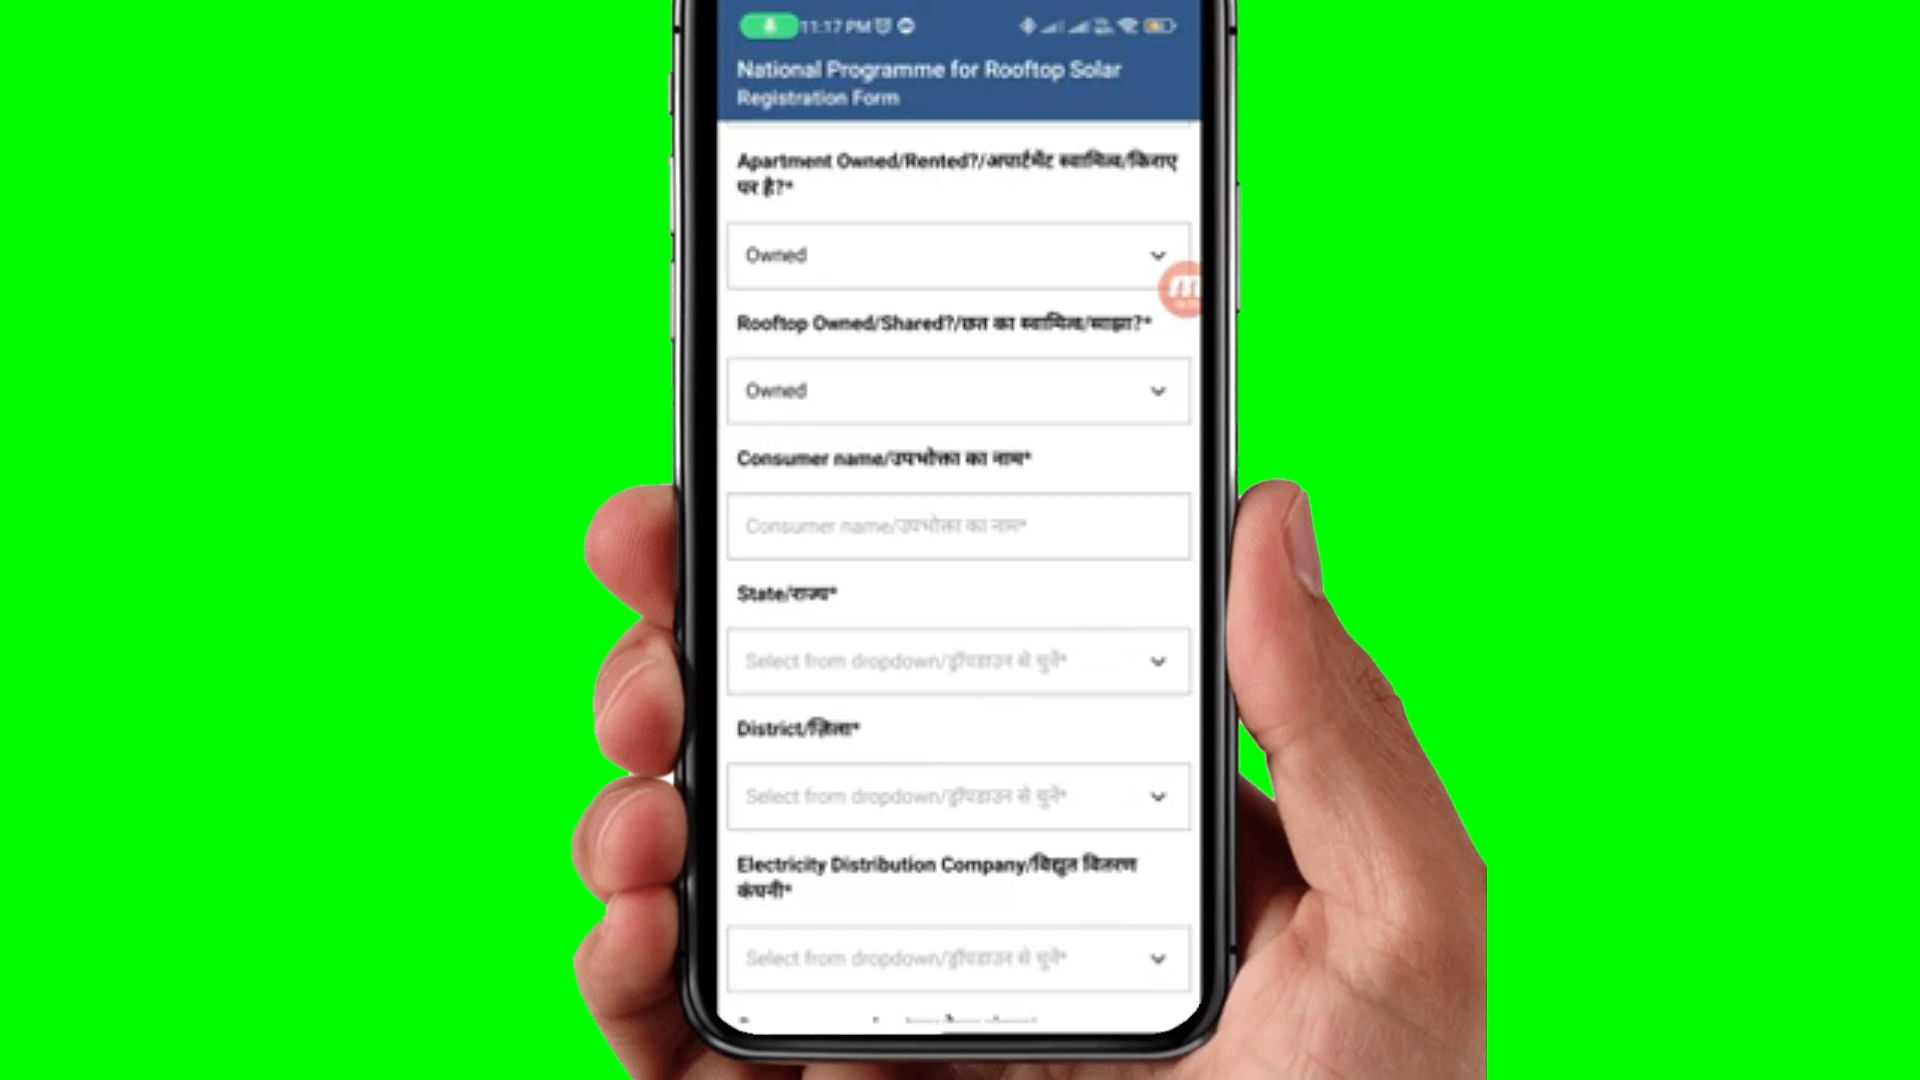 11:17 PM
National Programme for Rooftop Solar
Registration Form
Apartment Owned/Rented?/अपार्टमेंट स्वामित्व/किराए
पर है?*
Owned
Rooftop Owned/Shared?/छत का स्वामित्व/साझा?*
Owned
Consumer name/उपभोक्ता का नाम*
Consumer name/उपभोक्ता का नाम*
State/राज्य*
Select from dropdown/ड्रॉपडाउन से चुनें*
District/ज़िला*
Select from dropdown/ड्रॉपडाउन से चुनें*
Electricity Distribution Company/विद्युत वितरण
कंपनी*
Select from dropdown/ड्रॉपडाउन से चुनें*